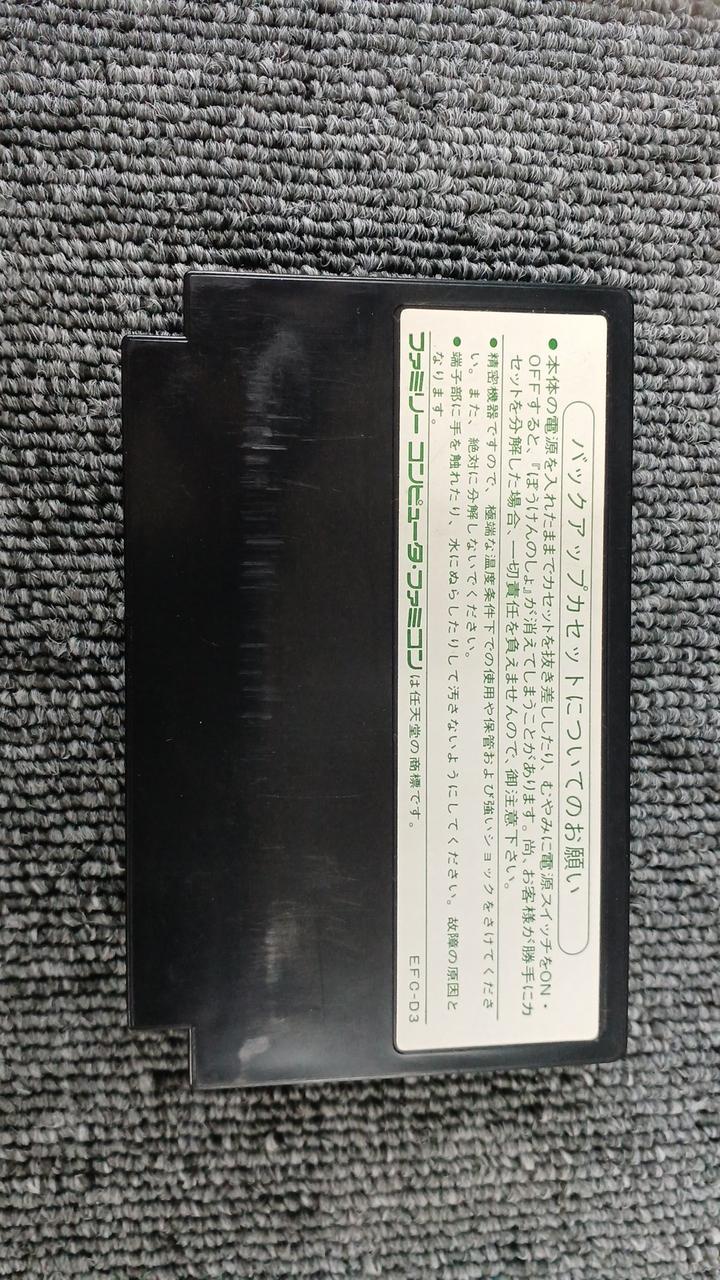 バックアップカセットについてのお願い
●本体の電源を入れたままでカセットを抜き差ししたり、むやみに電源スイッチをON・
OFFすると、『ぼうけんのしょ』が消えてしまうことがあります。尚、お客様が勝手にカ
セットを分解した場合、一切責任を負えませんので、御注意下さい。
●精密機器ですので、極端な温度条件下での使用や保管および強いショックをさけてくださ
い。また、絶対に分解しないでください。
●端子部に手を触れたり、水にぬらしたりして汚さないようにしてください。故障の原因と
なります。
ファミリーコンピュータ・ファミコンは任天堂の商標です。
EFC-D3